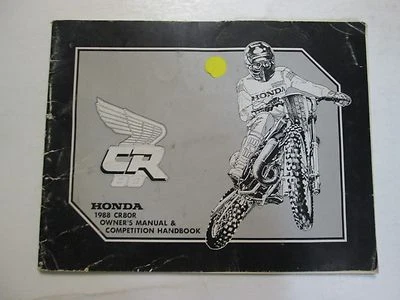 HONDA
CR
HONDA
1988 CR80R
OWNER'S MANUAL &
COMPETITION HANDBOOK